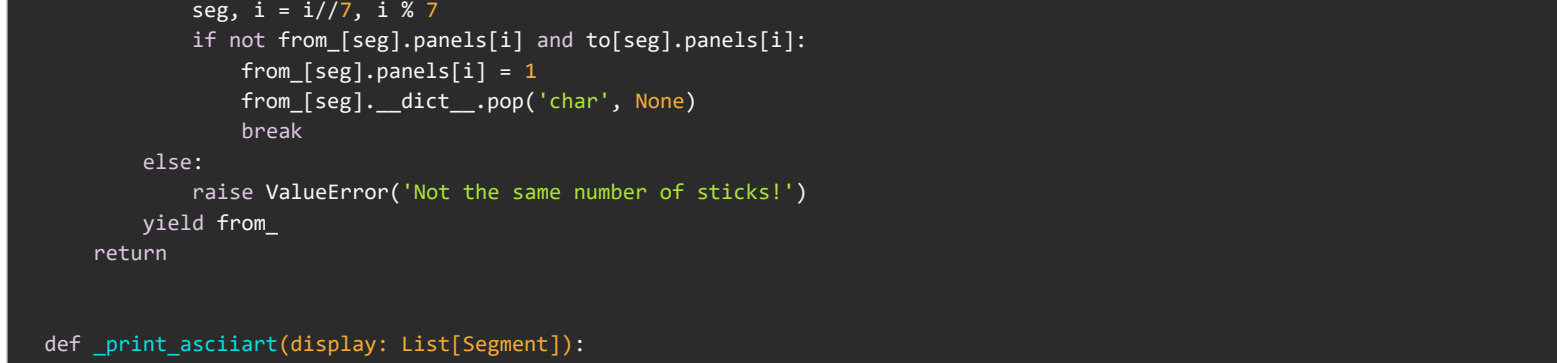 seg, i = i//7, i % 7
if not from_[seg].panels[i] and to[seg].panels[i]:
from_[seg].panels[i] = 1
from_[seg].__dict__.pop('char', None)
break
else:
raise ValueError('Not the same number of sticks!')
yield from_
return
def _print_asciiart(display: List[Segment]):